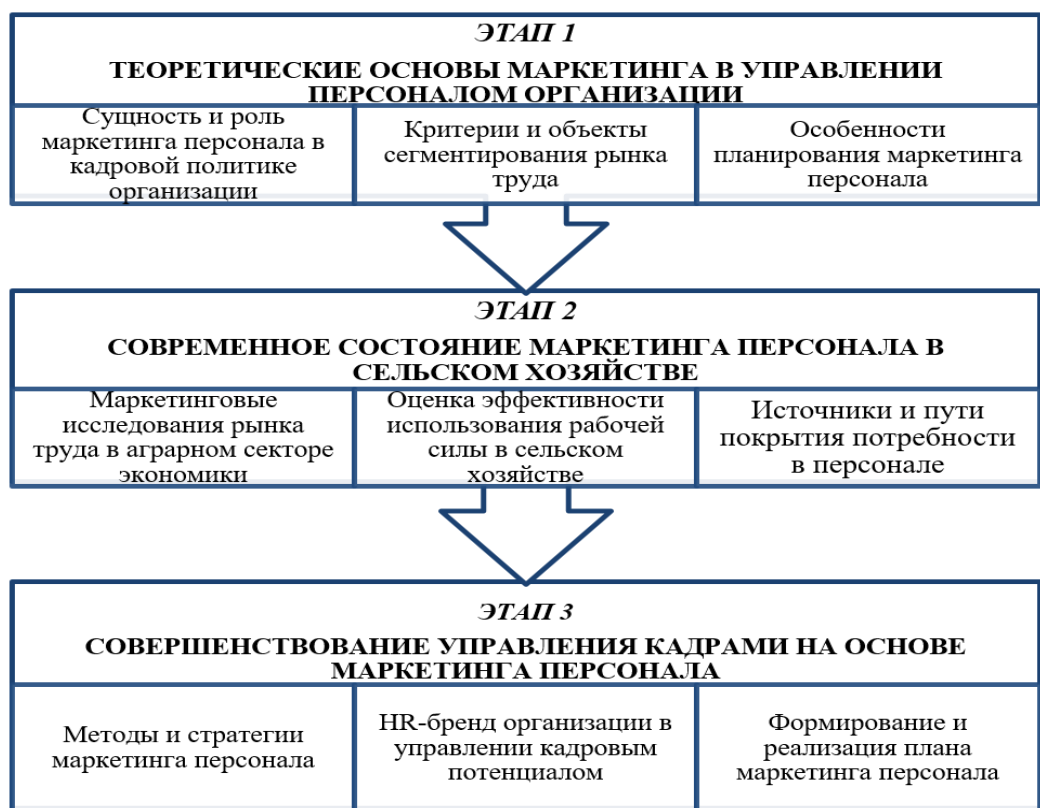 ЭТАП 1
ТЕОРЕТИЧЕСКИЕ ОСНОВЫ МАРКЕТИНГА В УПРАВЛЕНИИ
ПЕРСОНАЛОМ ОРГАНИЗАЦИИ
Сущность и роль
маркетинга персонала в
кадровой политике
организации
Критерии и объекты
сегментирования рынка
труда
Особенности
планирования маркетинга
персонала
ЭТАП 2
СОВРЕМЕННОЕ СОСТОЯНИЕ МАРКЕТИНГА ПЕРСОНАЛА В
СЕЛЬСКОМ ХОЗЯЙСТВЕ
Маркетинговые
исследования рынка
труда в аграрном секторе
экономики
Оценка эффективности
использования рабочей
силы в сельском
хозяйстве
Источники и пути
покрытия потребности
в персонале
ЭТАП 3
СОВЕРШЕНСТВОВАНИЕ УПРАВЛЕНИЯ КАДРАМИ НА ОСНОВЕ
МАРКЕТИНГА ПЕРСОНАЛА
Методы и стратегии
маркетинга персонала
HR-бренд организации в
управлении кадровым
потенциалом
Формирование и
реализация плана
маркетинга персонала